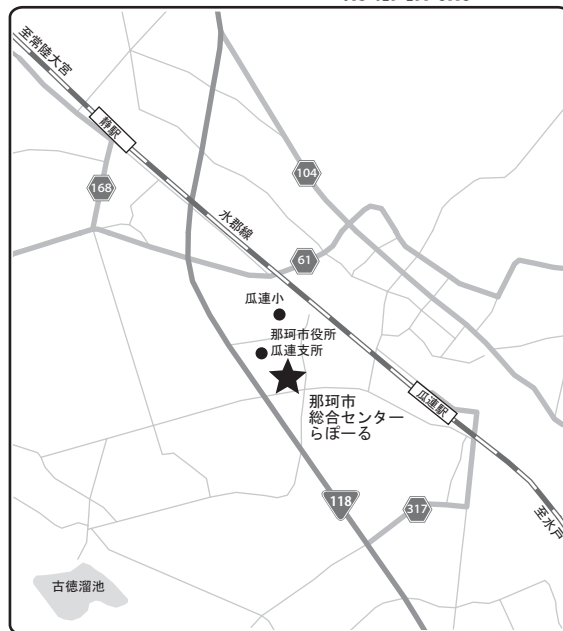 至常陸大宮
静駅
168
104
水郡線
61
瓜連小
那珂市役所
瓜連支所
那珂市
総合センター
らぽーる
瓜連駅
118
317
至水戸
古徳溜池